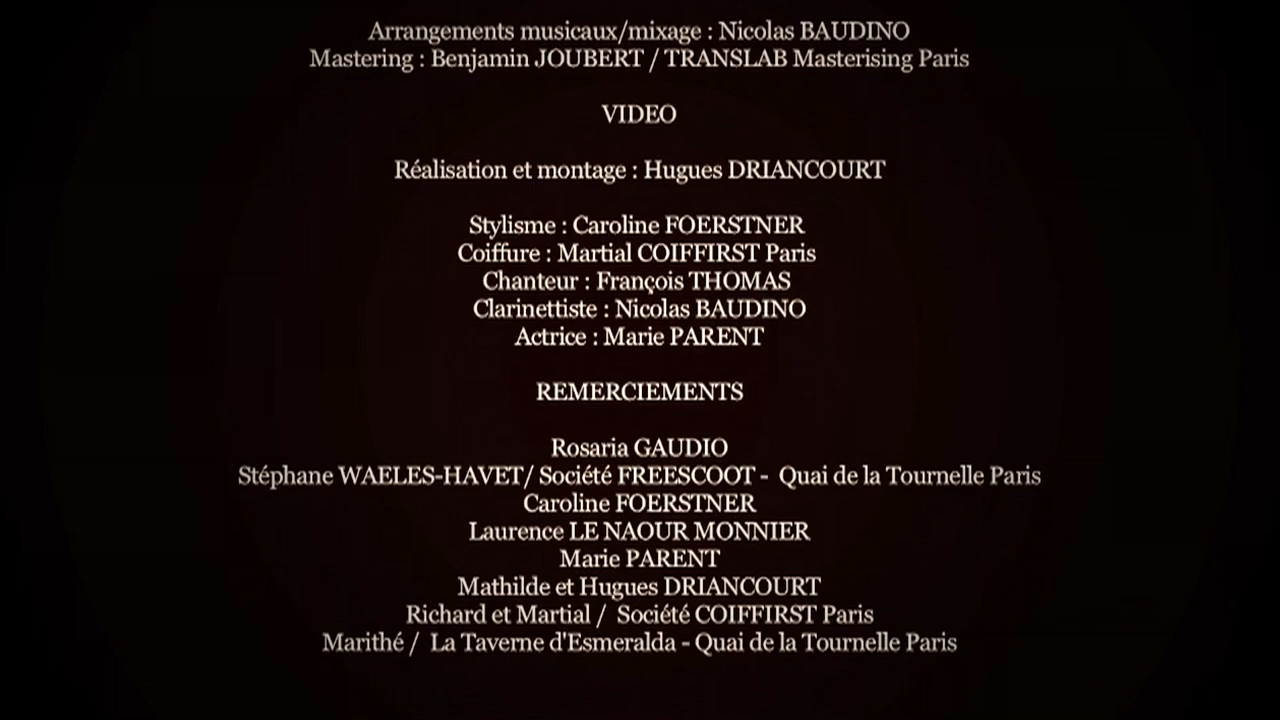 Arrangements musicaux/mixage : Nicolas BAUDINO
Mastering : Benjamin JOUBERT / TRANSLAB Masterising Paris
VIDEO
Réalisation et montage : Hugues DRIANCOURT
Stylisme : Caroline FOERSTNER
Coiffure : Martial COIFFIRST Paris
Chanteur : François THOMAS
Clarinettiste : Nicolas BAUDINO
Actrice : Marie PARENT
REMERCIEMENTS
Rosaria GAUDIO
Stéphane WAELES-HAVET/ Société FREESCOOT -  Quai de la Tournelle Paris
Caroline FOERSTNER
Laurence LE NAOUR MONNIER
Marie PARENT
Mathilde et Hugues DRIANCOURT
Richard et Martial /  Société COIFFIRST Paris
Marithé /  La Taverne d'Esmeralda - Quai de la Tournelle Paris